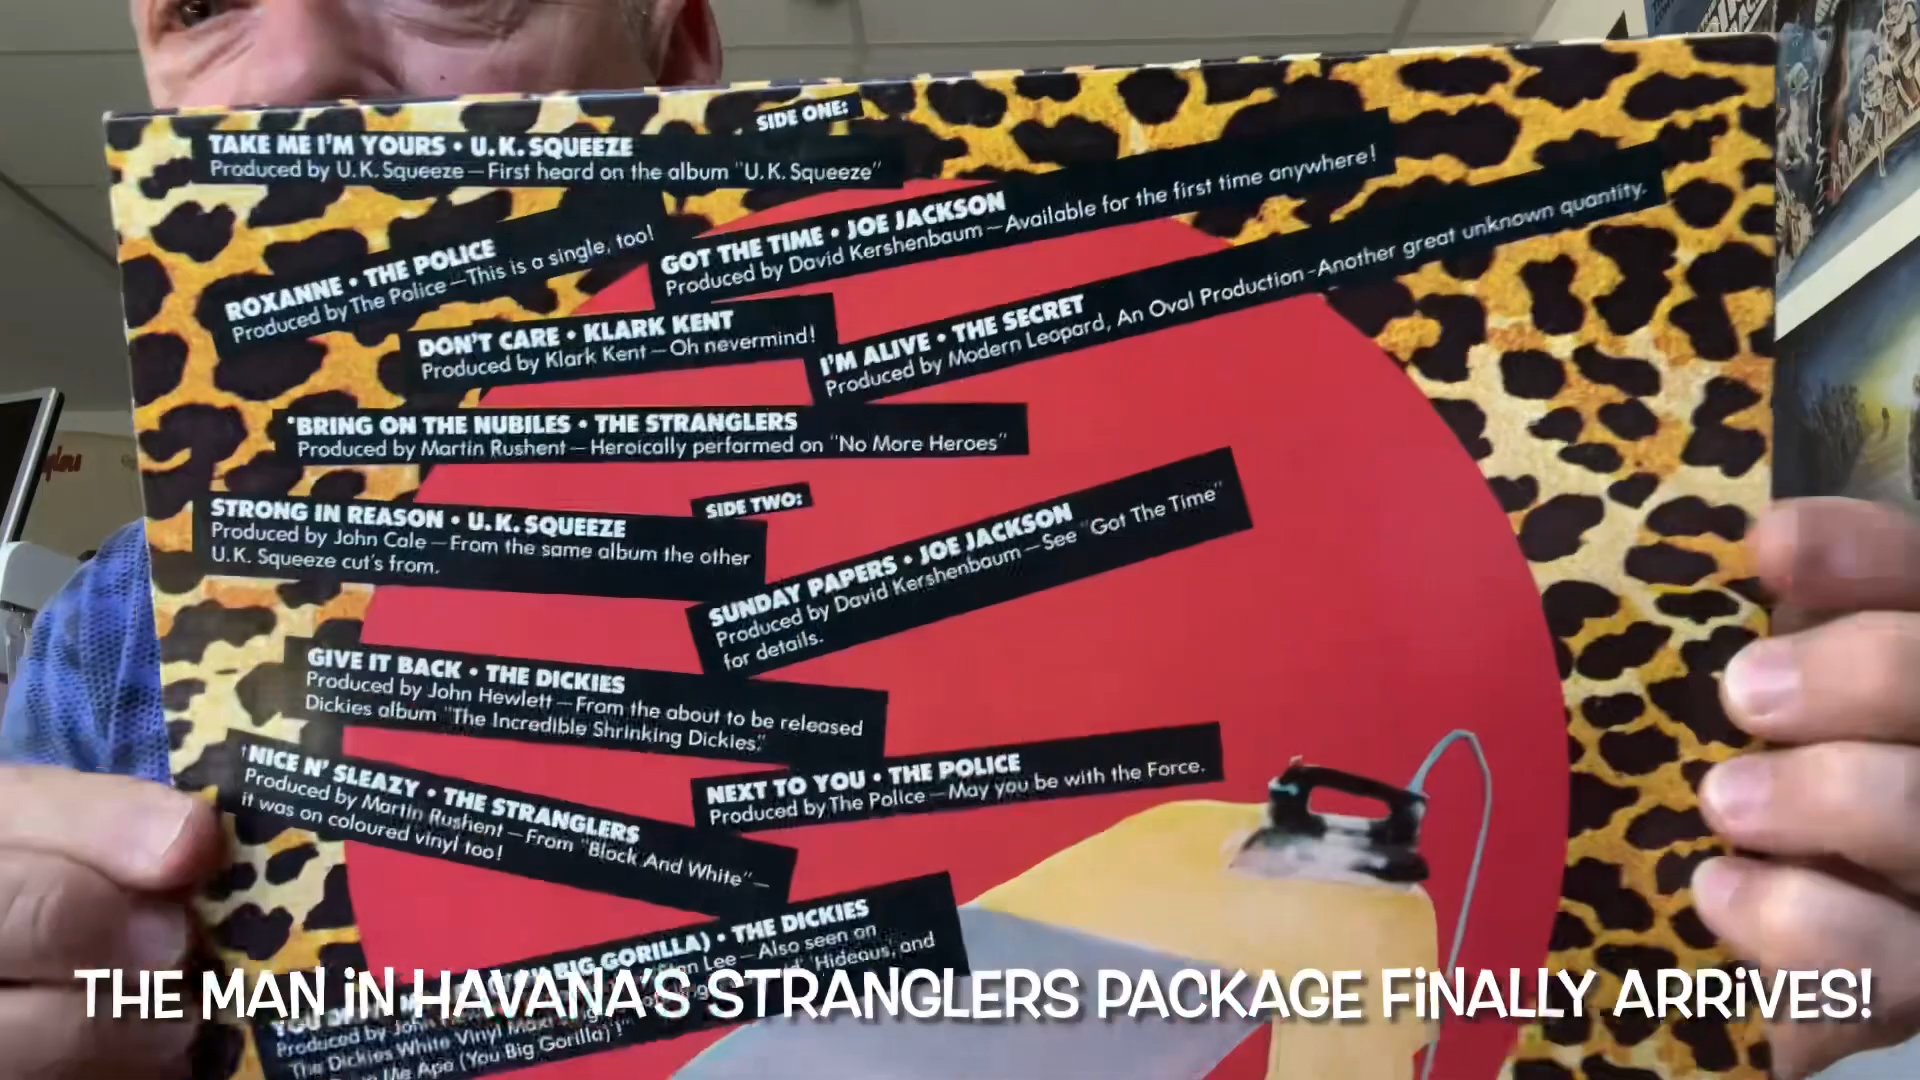 SIDE ONE:
TAKE ME I'M YOURS • U.K. SQUEEZE
Produced by U.K. Squeeze—First heard on the album "U.K. Squeeze"
ROXANNE • THE POLICE
Produced by The Police—This is a single, too!
GOT THE TIME • JOE JACKSON
Produced by David Kershenbaum—Available for the first time anywhere!
DON'T CARE • KLARK KENT
Produced by Klark Kent—Oh nevermind!
I'M ALIVE • THE SECRET
Produced by Modern Leopard, An Oval Production-Another great unknown quantity.
*BRING ON THE NUBILES • THE STRANGLERS
Produced by Martin Rushent—Heroically performed on "No More Heroes"
SIDE TWO:
STRONG IN REASON • U.K. SQUEEZE
Produced by John Cale—From the same album the other
U.K. Squeeze cut's from.
SUNDAY PAPERS • JOE JACKSON
Produced by David Kershenbaum—See "Got The Time"
for details.
GIVE IT BACK • THE DICKIES
Produced by John Hewlett—From the about to be released
Dickies album "The Incredible Shrinking Dickies."
†NICE N' SLEAZY • THE STRANGLERS
Produced by Martin Rushent—From "Black And White"—
it was on coloured vinyl too!
NEXT TO YOU • THE POLICE
Produced by The Police—May you be with the Force.
BIG GORILLA) • THE DICKIES
Produced by Lee—Also seen on
The Dickies White Vinyl 'Hideous,' and
Me Ape (You Big Gorilla)'!"
THE MAN IN HAVANA'S STRANGLERS PACKAGE FINALLY ARRIVES!